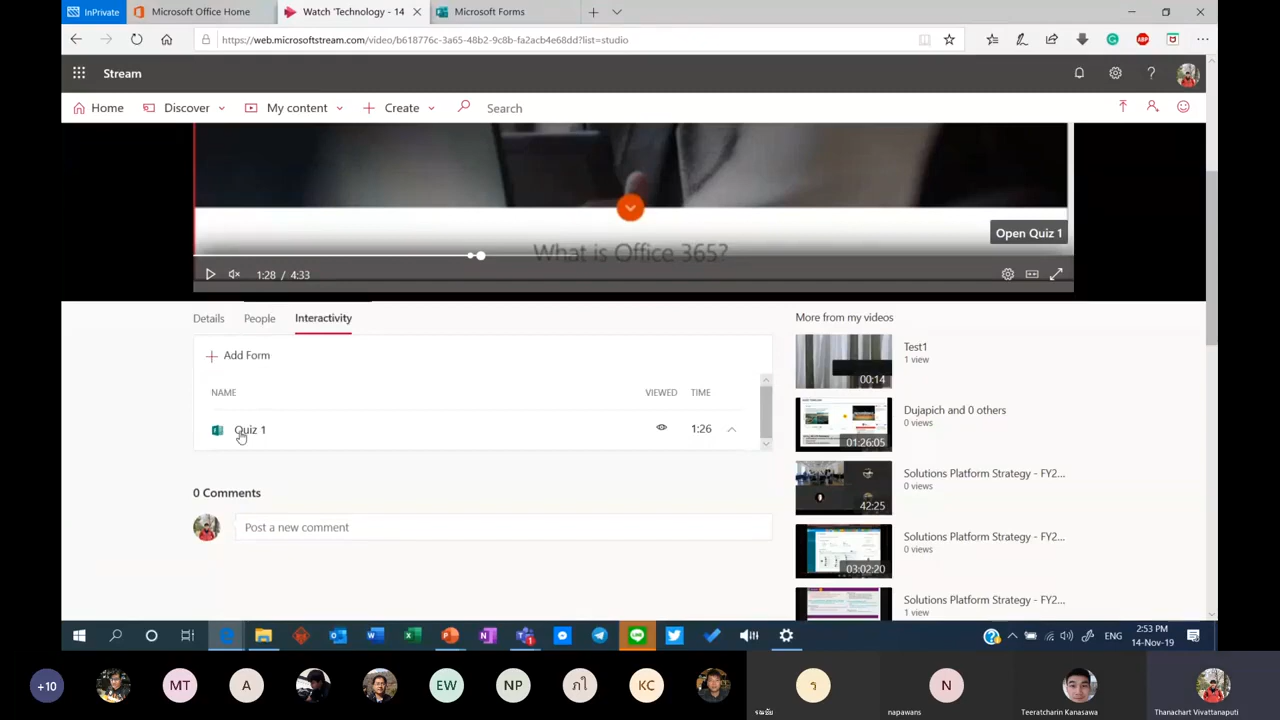 InPrivate
Microsoft Office Home
Watch 'Technology - 14
Microsoft Forms
https://web.microsoftstream.com/video/b618776c-3a65-48b2-9c8b-fa2acb4e68dd?list=studio
ABP
Stream
Home
Discover
My content
Create
Search
Open Quiz 1
What is Office 365?
1:28 / 4:33
Details
People
Interactivity
More from my videos
Add Form
Test1
1 view
00:14
NAME
VIEWED
TIME
Dujapich and 0 others
0 views
01:26:05
Quiz 1
1:26
Solutions Platform Strategy - FY2...
0 views
42:25
0 Comments
Post a new comment
Solutions Platform Strategy - FY2...
0 views
03:02:20
Solutions Platform Strategy - FY2...
1 view
ENG
2:53 PM
14-Nov-19
+10
MT
A
EW
NP
ภไ
KC
ร
N
napawans
Teeratcharin Kanasawa
Thanachart Vivattanaputi